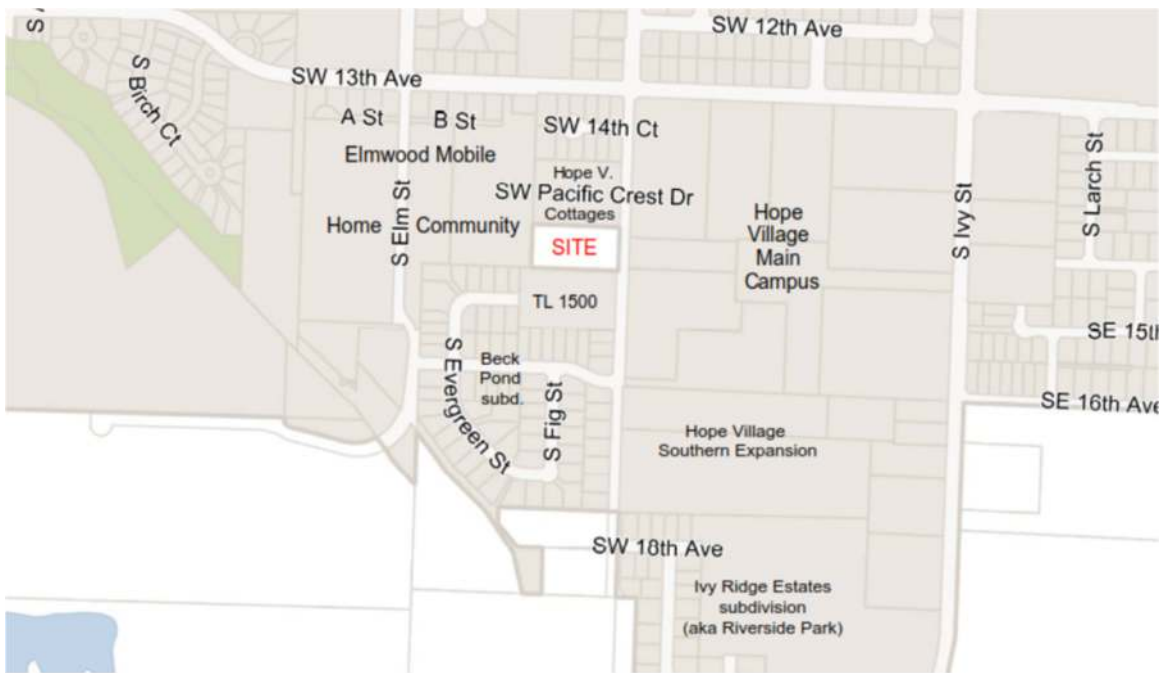 SW 12th Ave
SW 13th Ave
S Birch Ct
A St
B St
SW 14th Ct
Elmwood Mobile
Hope V.
SW Pacific Crest Dr
Cottages
Home
S Elm St
Community
SITE
Hope
Village
Main
Campus
S Ivy St
S Larch St
TL 1500
SE 15th
Beck
Pond
subd.
S Evergreen St
S Fig St
SE 16th Ave
Hope Village
Southern Expansion
SW 18th Ave
Ivy Ridge Estates
subdivision
(aka Riverside Park)